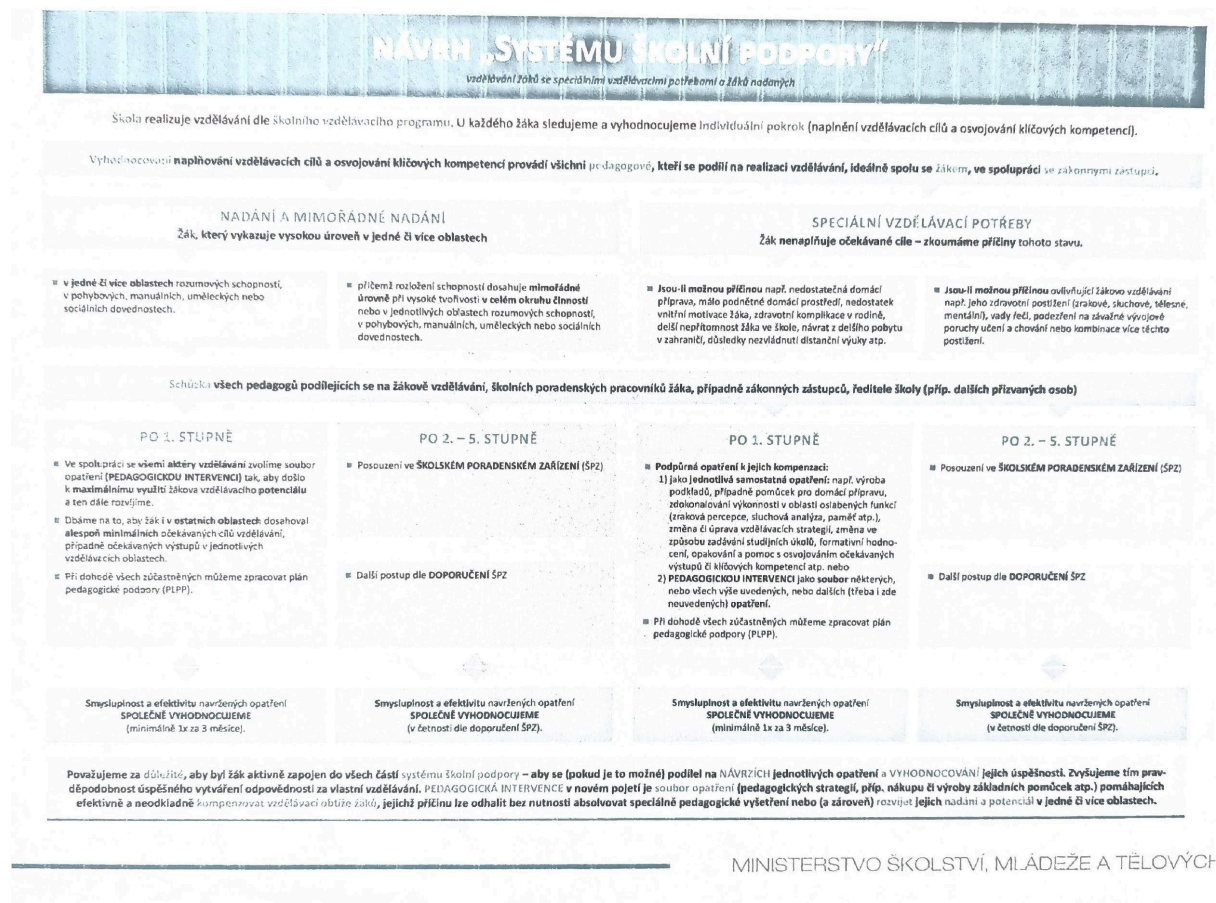 NÁVRH „SYSTÉMU ŠKOLNÍ PODPORY“
vzdělávání žáků se speciálními vzdělávacími potřebami a žáků nadaných
Škola realizuje vzdělávání dle školního vzdělávacího programu. U každého žáka sledujeme a vyhodnocujeme individuální pokrok (naplnění vzdělávacích cílů a osvojování klíčových kompetencí).
Vyhodnocování naplňování vzdělávacích cílů a osvojování klíčových kompetencí provádí všichni pedagogové, kteří se podílí na realizaci vzdělávání, ideálně spolu se žákem, ve spolupráci se zákonnými zástupci.
NADÁNÍ A MIMOŘÁDNÉ NADÁNÍ
Žák, který vykazuje vysokou úroveň v jedné či více oblastech
SPECIÁLNÍ VZDĚLÁVACÍ POTŘEBY
Žák nenaplňuje očekávané cíle – zkoumáme příčiny tohoto stavu.
■ v jedné či více oblastech rozumových schopností,
v pohybových, manuálních, uměleckých nebo
sociálních dovednostech.
■ přičemž rozložení schopností dosahuje mimořádné
úrovně při vysoké tvořivosti v celém okruhu činností
nebo v jednotlivých oblastech rozumových schopností,
v pohybových, manuálních, uměleckých nebo sociálních
dovednostech.
■ Jsou-li možnou příčinou např. nedostatečná domácí
příprava, málo podnětné domácí prostředí, nedostatek
vnitřní motivace žáka, zdravotní komplikace v rodině,
delší nepřítomnost žáka ve škole, návrat z delšího pobytu
v zahraničí, důsledky nezvládnutí distanční výuky atp.
■ Jsou-li možnou příčinou ovlivňující žákovo vzdělávání
např. jeho zdravotní postižení (zrakové, sluchové, tělesné,
mentální), vady řeči, podezření na závažné vývojové
poruchy učení a chování nebo kombinace více těchto
postižení.
Schůzka všech pedagogů podílejících se na žákově vzdělávání, školních poradenských pracovníků žáka, případně zákonných zástupců, ředitele školy (příp. dalších přizvaných osob)
PO 1. STUPNĚ
■ Ve spolupráci se všemi aktéry vzdělávání zvolíme soubor
opatření (PEDAGOGICKOU INTERVENCI) tak, aby došlo
k maximálnímu využití žákova vzdělávacího potenciálu
a ten dále rozvíjíme.
■ Dbáme na to, aby žák i v ostatních oblastech dosahoval
alespoň minimálních očekávaných cílů vzdělávání,
případně očekávaných výstupů v jednotlivých
vzdělávacích oblastech.
■ Při dohodě všech zúčastněných můžeme zpracovat plán
pedagogické podpory (PLPP).
PO 2. – 5. STUPNĚ
■ Posouzení ve ŠKOLSKÉM PORADENSKÉM ZAŘÍZENÍ (ŠPZ)
■ Další postup dle DOPORUČENÍ ŠPZ
PO 1. STUPNĚ
■ Podpůrná opatření k jejich kompenzaci:
1) jako jednotlivá samostatná opatření: např. výroba
podkladů, případně pomůcek pro domácí přípravu,
zdokonalování výkonnosti v oblasti oslabených funkcí
(zraková percepce, sluchová analýza, paměť atp.),
změna či úprava vzdělávacích strategií, změna ve
způsobu zadávání studijních úkolů, formativní hodno-
cení, opakování a pomoc s osvojováním očekávaných
výstupů či klíčových kompetencí atp. nebo
2) PEDAGOGICKOU INTERVENCI jako soubor některých,
nebo všech výše uvedených, nebo dalších (třeba i zde
neuvedených) opatření.
■ Při dohodě všech zúčastněných můžeme zpracovat plán
pedagogické podpory (PLPP).
PO 2. – 5. STUPNĚ
■ Posouzení ve ŠKOLSKÉM PORADENSKÉM ZAŘÍZENÍ (ŠPZ)
■ Další postup dle DOPORUČENÍ ŠPZ
Smysluplnost a efektivitu navržených opatření
SPOLEČNĚ VYHODNOCUJEME
(minimálně 1x za 3 měsíce).
Smysluplnost a efektivitu navržených opatření
SPOLEČNĚ VYHODNOCUJEME
(v četnosti dle doporučení ŠPZ).
Smysluplnost a efektivitu navržených opatření
SPOLEČNĚ VYHODNOCUJEME
(minimálně 1x za 3 měsíce).
Smysluplnost a efektivitu navržených opatření
SPOLEČNĚ VYHODNOCUJEME
(v četnosti dle doporučení ŠPZ).
Považujeme za důležité, aby byl žák aktivně zapojen do všech částí systému školní podpory – aby se (pokud je to možné) podílel na NÁVRZÍCH jednotlivých opatření a VYHODNOCOVÁNÍ jejich úspěšnosti. Zvyšujeme tím prav-
děpodobnost úspěšného vytváření odpovědnosti za vlastní vzdělávání. PEDAGOGICKÁ INTERVENCE v novém pojetí je soubor opatření (pedagogických strategií, příp. nákupu či výroby základních pomůcek atp.) pomáhajících
efektivně a neodkladně kompenzovat vzdělávací obtíže žáků, jejichž příčinu lze odhalit bez nutnosti absolvovat speciálně pedagogické vyšetření nebo (a zároveň) rozvíjet jejich nadání a potenciál v jedné či více oblastech.
MINISTERSTVO ŠKOLSTVÍ, MLÁDEŽE A TĚLOVÝCH